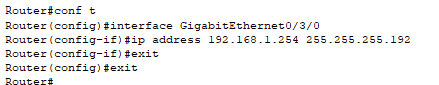 Router#conf t
Router(config)#interface GigabitEthernet0/3/0
Router(config-if)#ip address 192.168.1.254 255.255.255.192
Router(config-if)#exit
Router(config)#exit
Router#